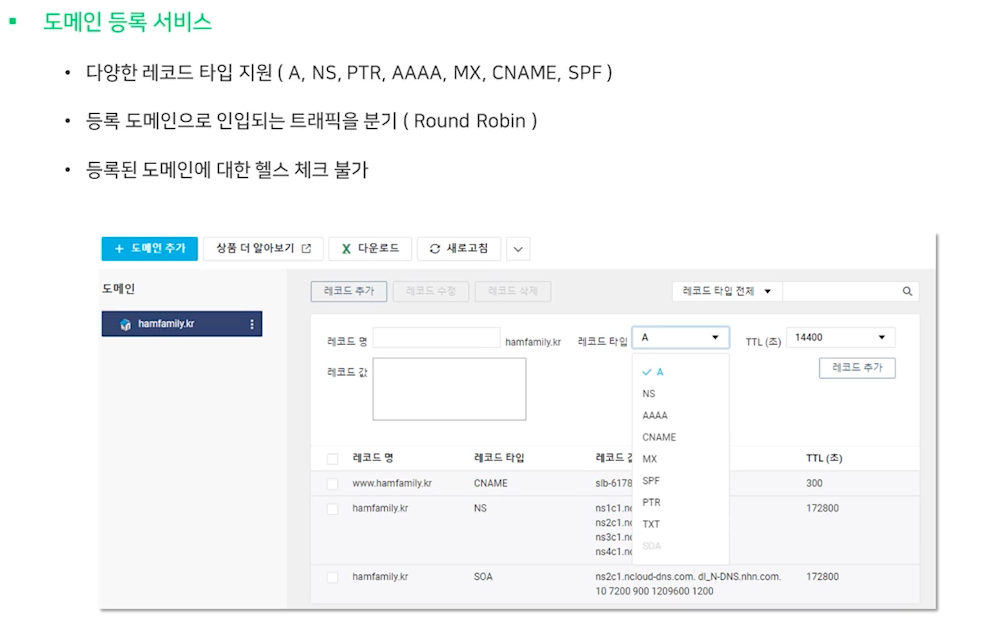 도메인 등록 서비스
다양한 레코드 타입 지원 ( A, NS, PTR, AAAA, MX, CNAME, SPF )
등록 도메인으로 인입되는 트래픽을 분기 ( Round Robin )
등록된 도메인에 대한 헬스 체크 불가
+ 도메인 추가 상품 더 알아보기 다운로드 새로고침
도메인
레코드 추가 레코드 수정 레코드 삭제 레코드 타입 전체
hamfamily.kr
레코드 명 hamfamily.kr 레코드 타입 A TTL (초) 14400
레코드 값 레코드 추가
A
NS
AAAA
CNAME
MX
SPF
PTR
TXT
SOA
레코드 명 레코드 타입 레코드 TTL (초)
www.hamfamily.kr CNAME slb-6178 300
hamfamily.kr NS ns1c1.nc 172800
ns2c1.nc
ns3c1.nc
ns4c1.nc
hamfamily.kr SOA ns2c1.ncloud-dns.com. dl_N-DNS.nhn.com. 172800
10 7200 900 1209600 1200